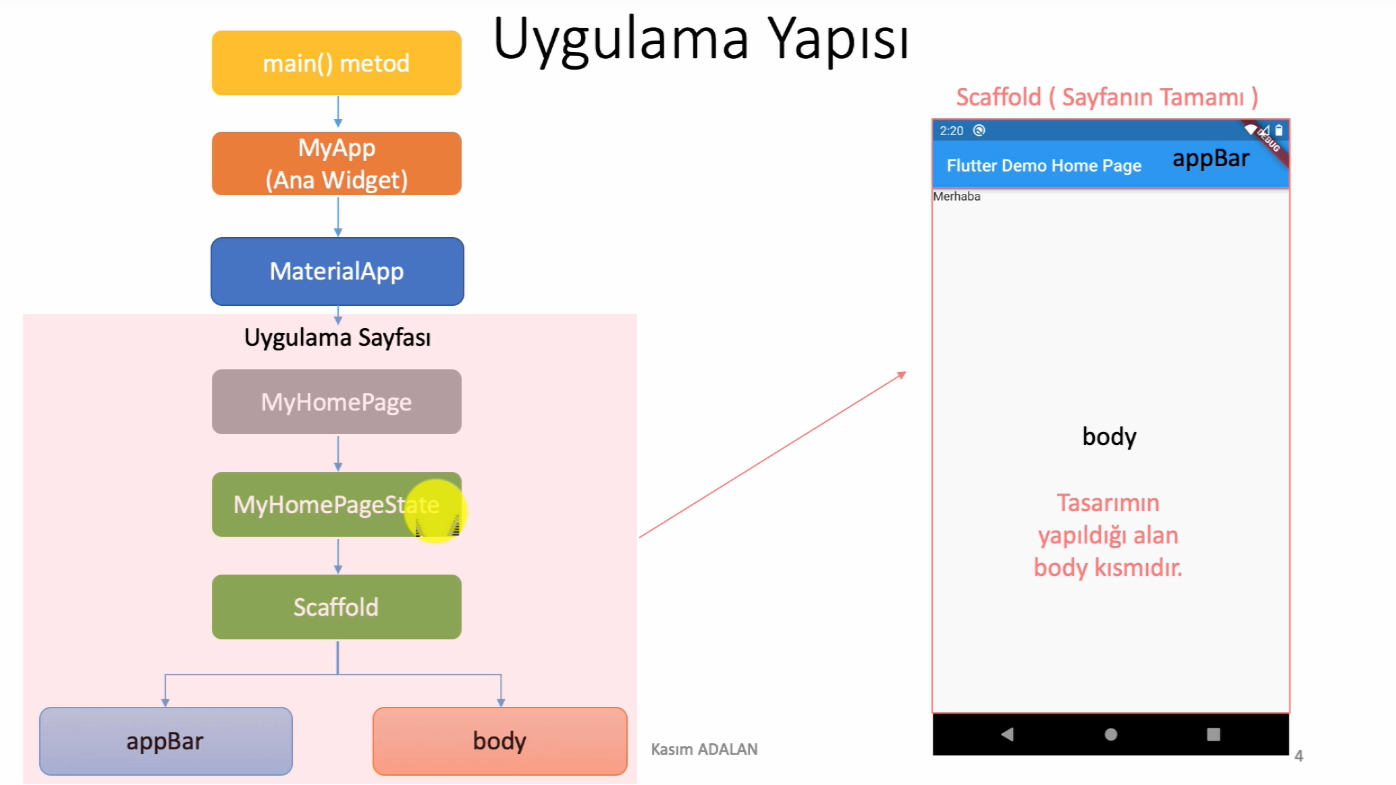 Uygulama Yapısı
main() metod
MyApp
(Ana Widget)
MaterialApp
Uygulama Sayfası
MyHomePage
MyHomePageState
Scaffold
appBar
body
Scaffold ( Sayfanın Tamamı )
2:20
DEBUG
Flutter Demo Home Page
appBar
Merhaba
body
Tasarımın
yapıldığı alan
body kısmıdır.
Kasım ADALAN
4